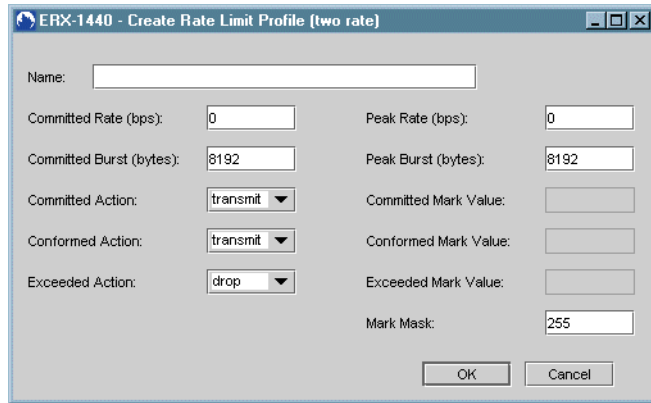 ERX-1440 - Create Rate Limit Profile (two rate)
Name:
Committed Rate (bps): 0 Peak Rate (bps): 0
Committed Burst (bytes): 8192 Peak Burst (bytes): 8192
Committed Action: transmit Committed Mark Value:
Conformed Action: transmit Conformed Mark Value:
Exceeded Action: drop Exceeded Mark Value:
Mark Mask: 255
OK Cancel